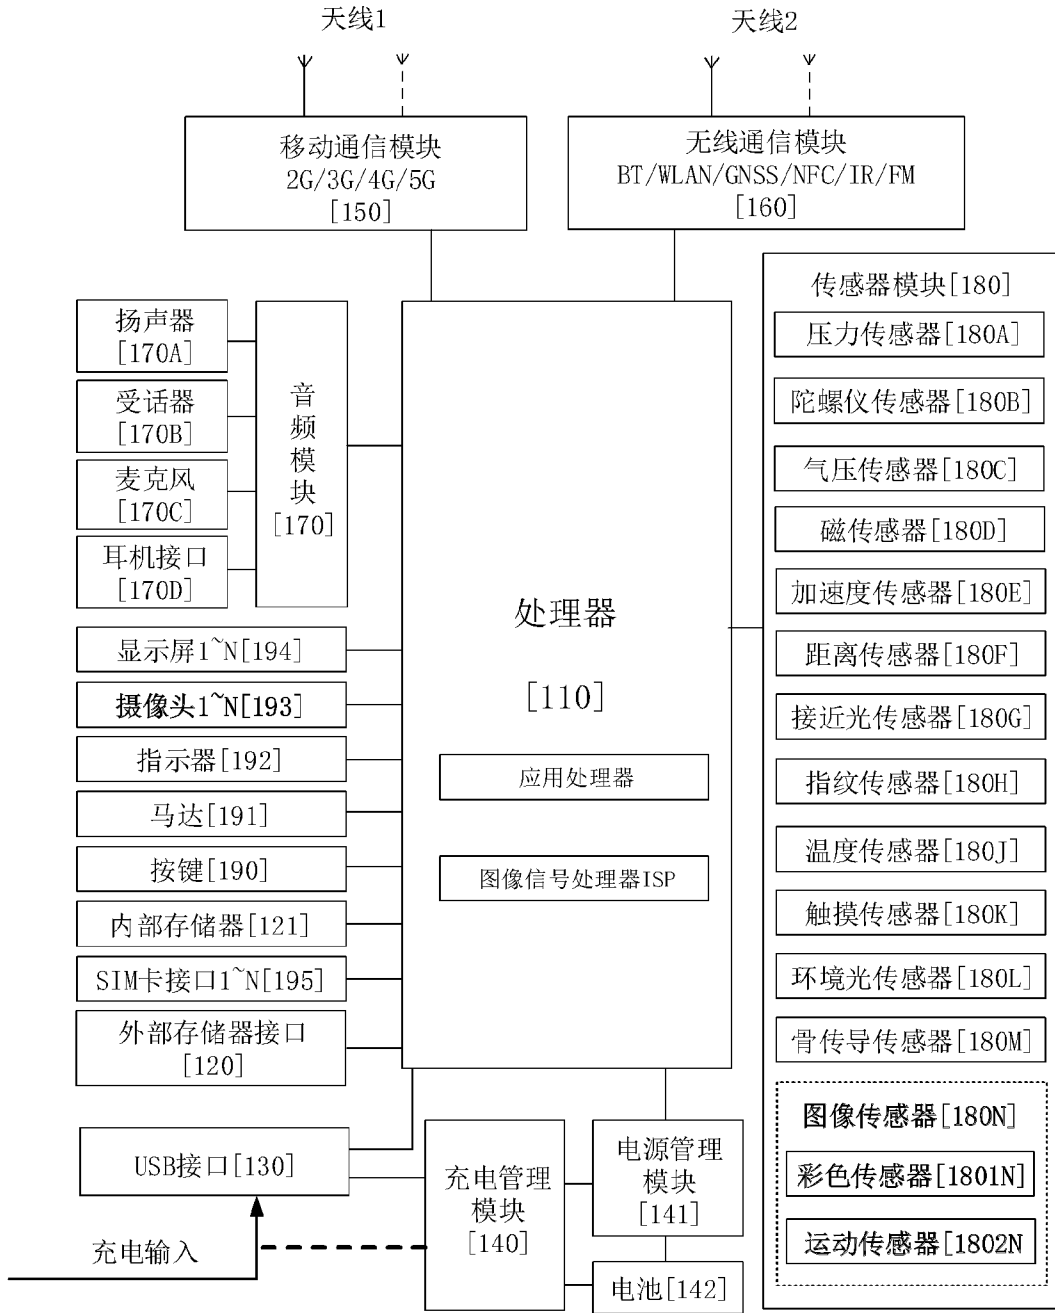 天线1
天线2
移动通信模块
2G/3G/4G/5G
[150]
无线通信模块
BT/WLAN/GNSS/NFC/IR/FM
[160]
扬声器
[170A]
受话器
[170B]
麦克风
[170C]
耳机接口
[170D]
音
频
模
块
[170]
显示屏1~N[194]
摄像头1~N[193]
指示器[192]
马达[191]
按键[190]
内部存储器[121]
SIM卡接口1~N[195]
外部存储器接口
[120]
处理器
[110]
应用处理器
图像信号处理器ISP
传感器模块[180]
压力传感器[180A]
陀螺仪传感器[180B]
气压传感器[180C]
磁传感器[180D]
加速度传感器[180E]
距离传感器[180F]
接近光传感器[180G]
指纹传感器[180H]
温度传感器[180J]
触摸传感器[180K]
环境光传感器[180L]
骨传导传感器[180M]
图像传感器[180N]
彩色传感器[1801N]
运动传感器[1802N
USB接口[130]
充电输入
充电管理
模块
[140]
电源管理
模块
[141]
电池[142]